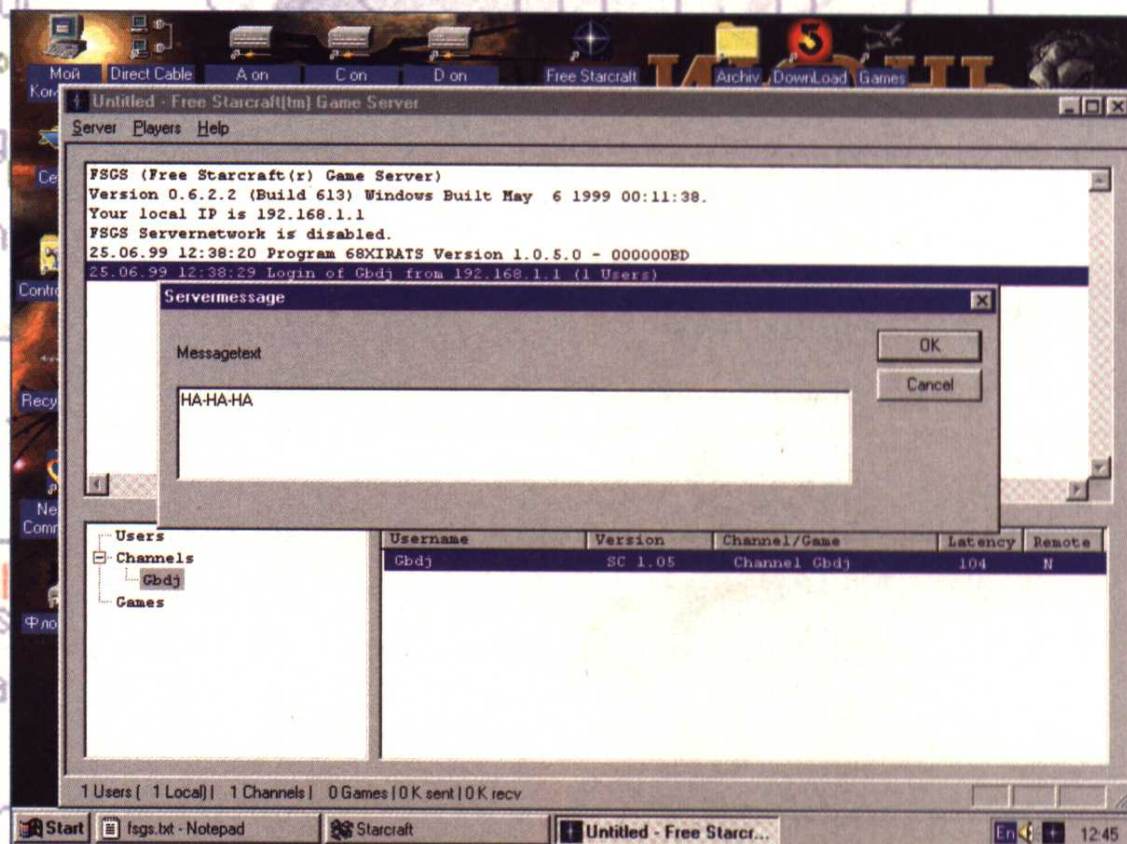 Мой
Direct Cable
A on
C on
D on
Free Starcraft
Archiv
DownLoad
Games
Untitled - Free Starcraft(tm) Game Server
Server Players Help
FSGS (Free Starcraft(r) Game Server)
Version 0.6.2.2 (Build 613) Windows Built May 6 1999 00:11:38.
Your local IP is 192.168.1.1
FSGS Servernetwork is disabled.
25.06.99 12:38:20 Program 68XIRATS Version 1.0.5.0 - 000000BD
25.06.99 12:38:29 Login of Gbdj from 192.168.1.1 (1 Users)
Servermessage
Messagetext
OK
Cancel
HA-HA-HA
Users
Channels
Gbdj
Games
Username Version Channel/Game Latency Remote
Gbdj SC 1.05 Channel Gbdj 104 N
1 Users ( 1 Local) | 1 Channels | 0 Games | 0 K sent | 0 K recv
Start
fsgs.txt - Notepad
Starcraft
Untitled - Free Starcr...
En
12:45